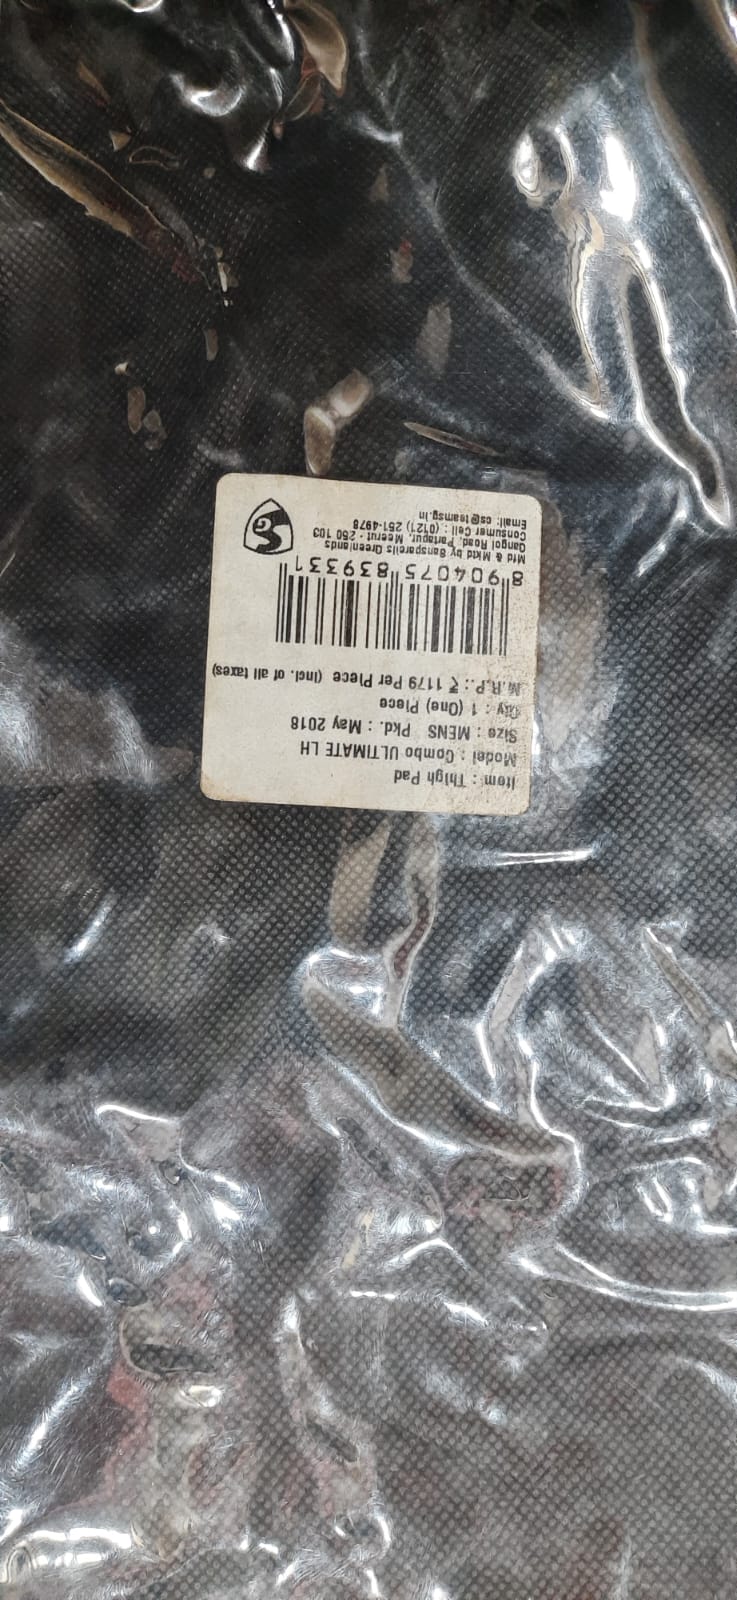 Item : Thigh Pad
Model : Combo ULTIMATE LH
Size : MENS Pkd. : May 2018
Qty : 1 (One) Piece
M.R.P.: ₹ 1179 Per Piece (Incl. of all taxes)
8 904075 839331
Mfd & Mktd by Sanspareils Greenlands
Gangol Road, Partapur, Meerut - 250 103
Consumer Cell : (0121) 251-4978
Email: cs@teamsg.in
SG